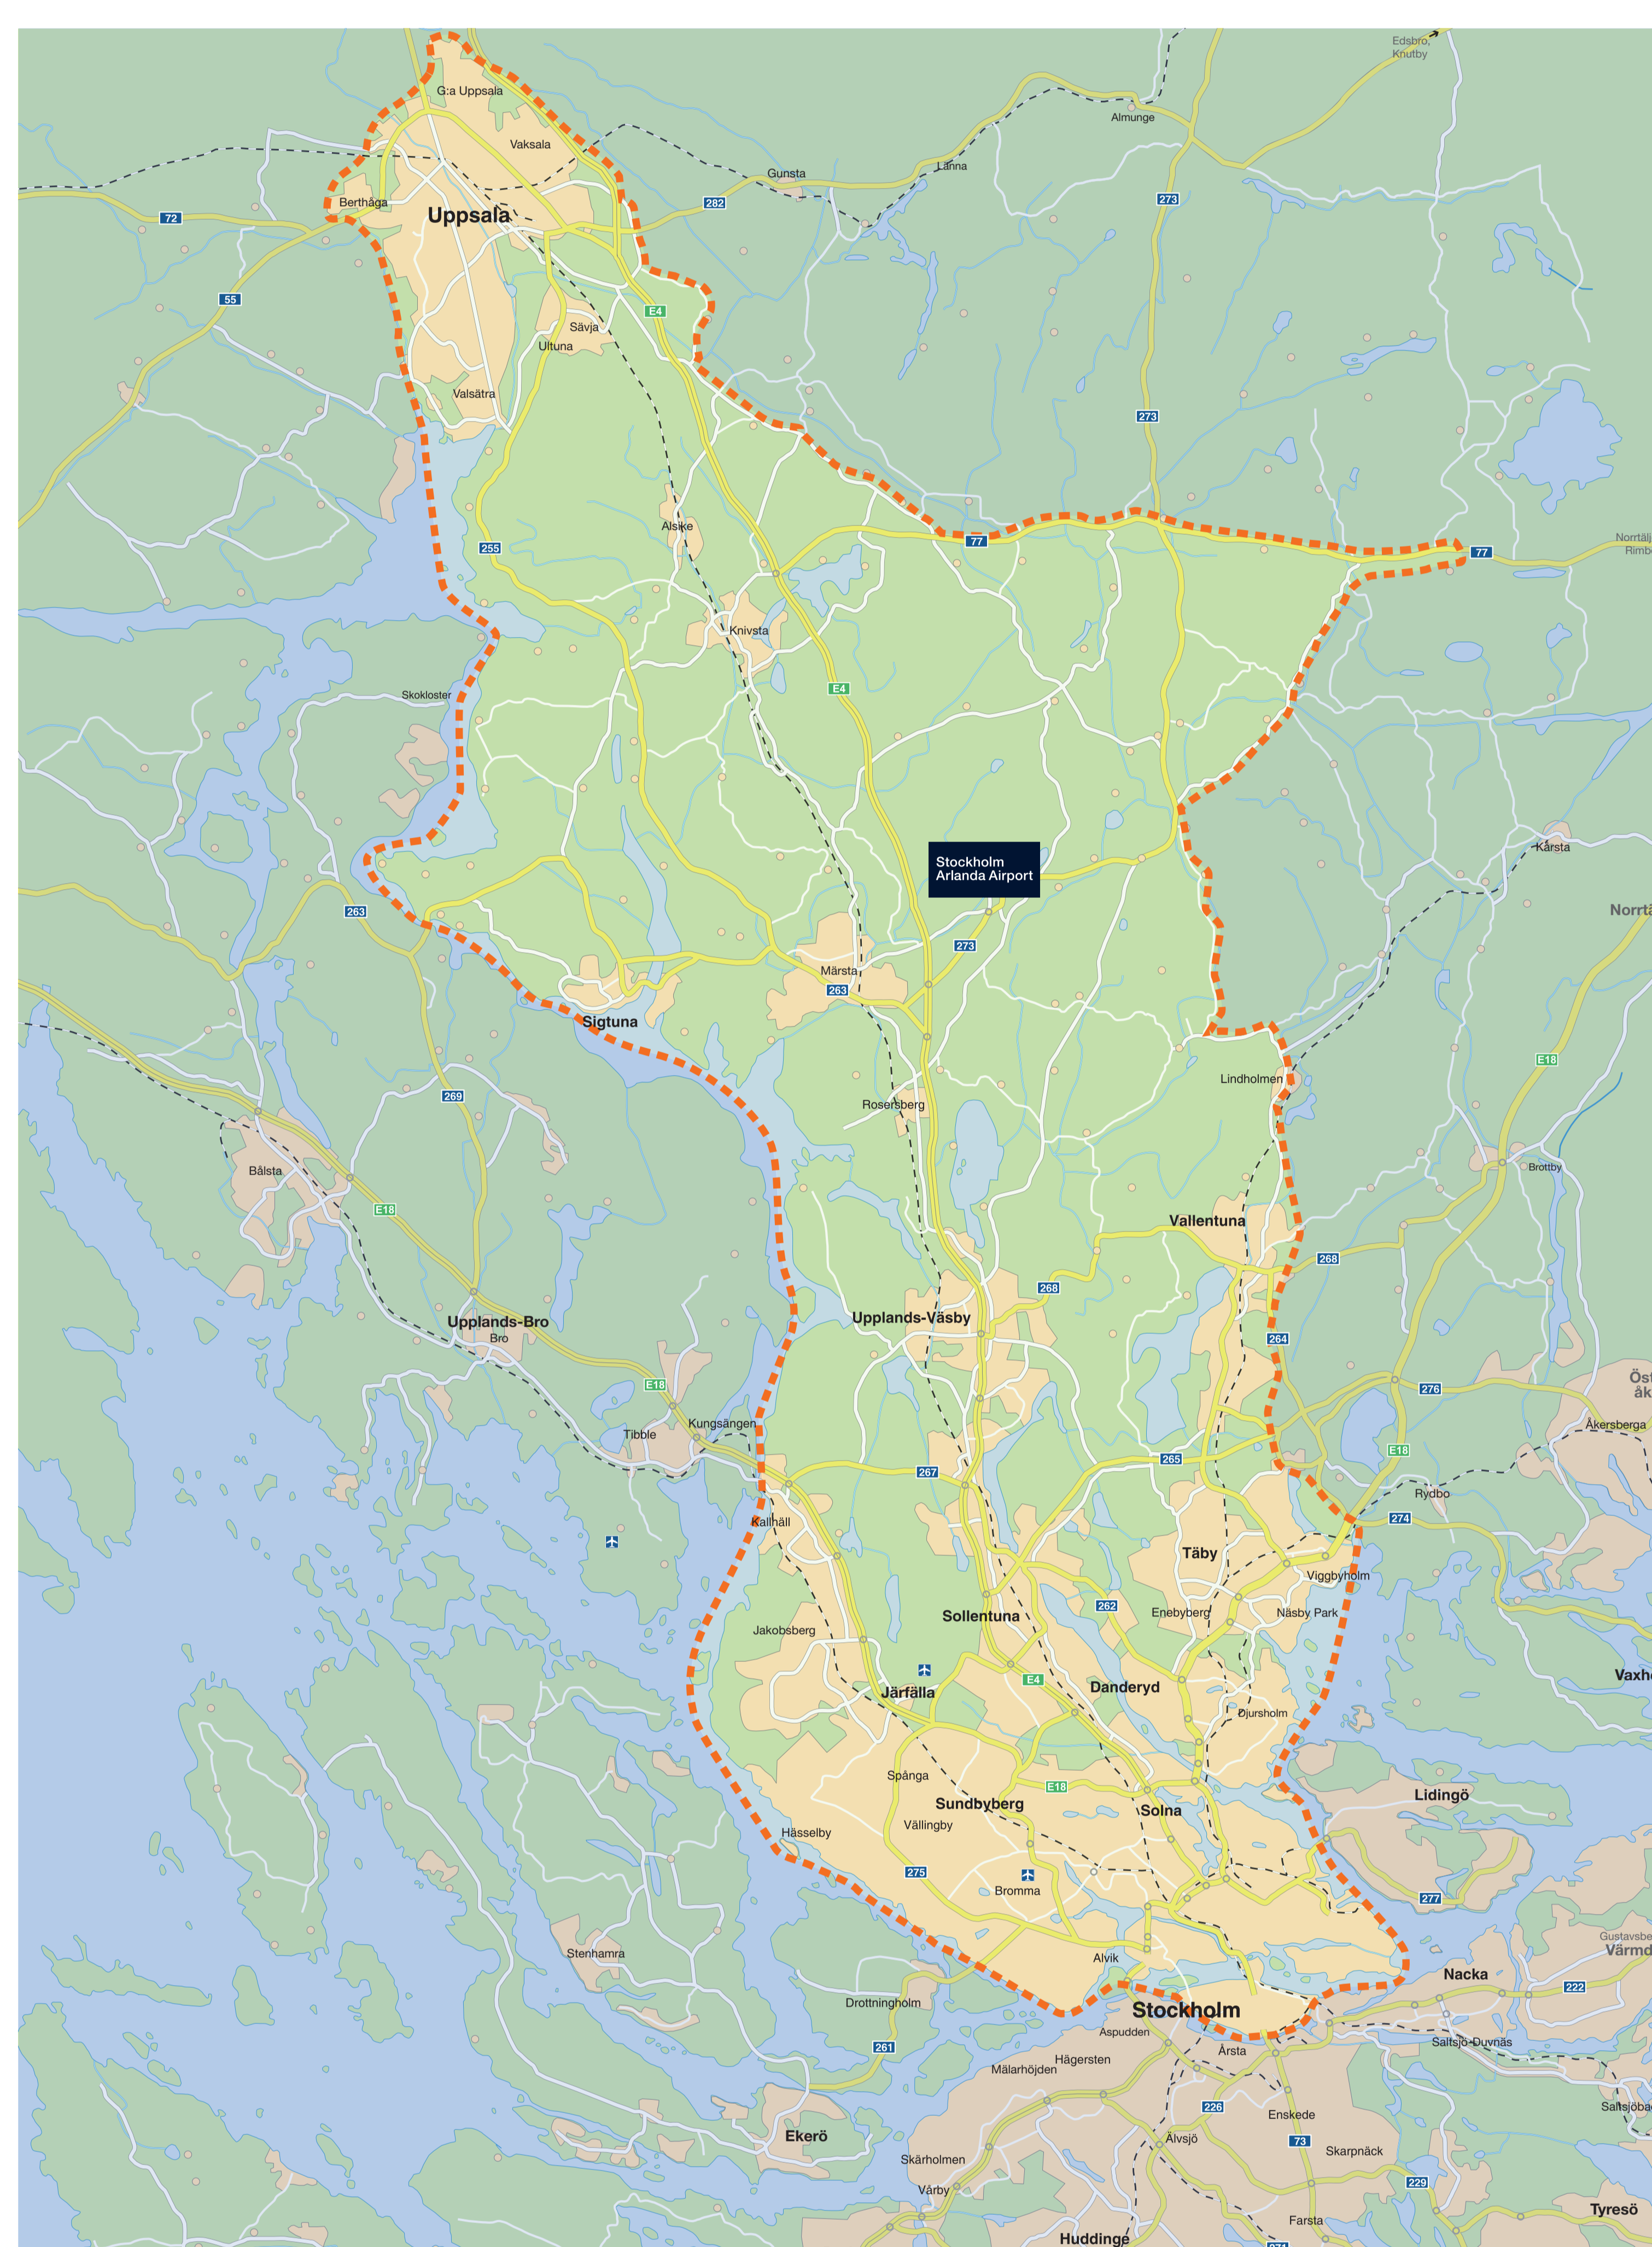 Edsbro,
Knutby
G:a Uppsala
Almunge
Vaksala
Länna
Gunsta
Berthåga
282
273
72
Uppsala
55
E4
Sävja
Ultuna
Valsätra
273
Alsike
77
77
255
Knivsta
E4
Skokloster
Stockholm
Arlanda Airport
Kårsta
263
273
Märsta
263
Sigtuna
E18
Lindholmen
269
Rosersberg
Bålsta
Brottby
E18
Vallentuna
268
268
Upplands-Väsby
Upplands-Bro
Bro
264
E18
276
Kungsängen
Tibble
Åkersberga
E18
265
267
Rydbo
Kallhäll
274
Täby
Viggbyholm
262
Enebyberg
Näsby Park
Sollentuna
Jakobsberg
E4
Danderyd
Järfälla
Djursholm
Spånga
E18
Lidingö
Sundbyberg
Solna
Vällingby
Hässelby
275
Bromma
277
Stenhamra
Alvik
Nacka
222
Drottningholm
Stockholm
Aspudden
Saltsjö-Duvnäs
261
Årsta
Hägersten
Mälarhöjden
226
Enskede
Ekerö
Älvsjö
73
Skarpnäck
Skärholmen
229
Vårby
Tyresö
Farsta
Huddinge